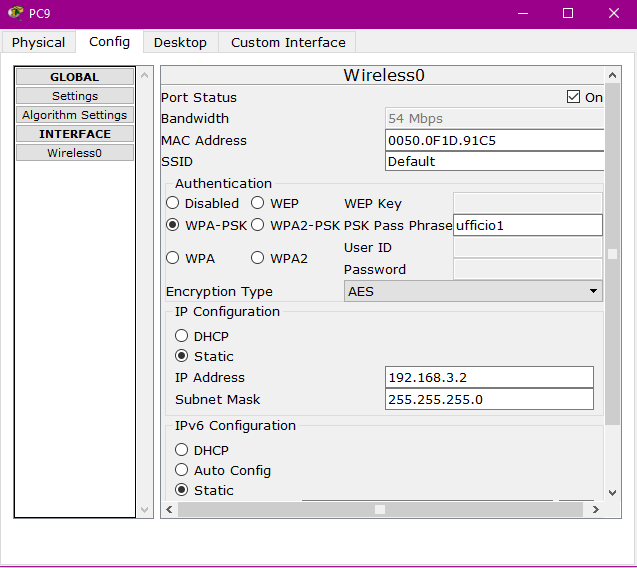 PC9
Physical Config Desktop Custom Interface
GLOBAL
Settings
Algorithm Settings
INTERFACE
Wireless0
Wireless0
Port Status On
Bandwidth 54 Mbps
MAC Address 0050.0F1D.91C5
SSID Default
Authentication
Disabled WEP WEP Key
WPA-PSK WPA2-PSK PSK Pass Phrase ufficio1
User ID
WPA WPA2
Password
Encryption Type AES
IP Configuration
DHCP
Static
IP Address 192.168.3.2
Subnet Mask 255.255.255.0
IPv6 Configuration
DHCP
Auto Config
Static